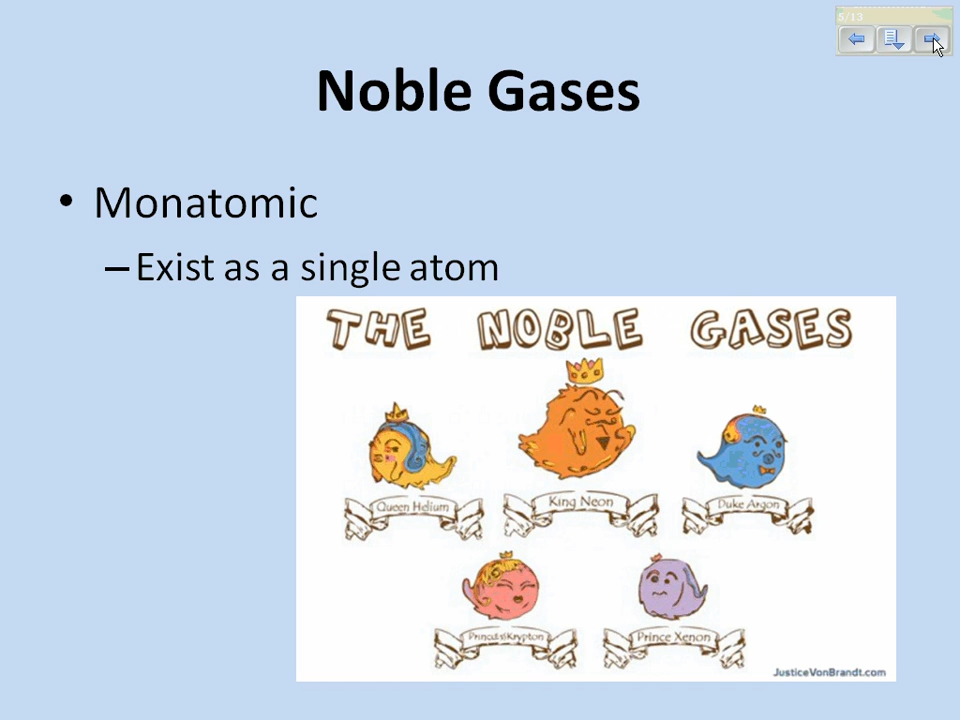 5/13
Noble Gases
• Monatomic
– Exist as a single atom
THE NOBLE GASES
Queen Helium
King Neon
Duke Argon
Krypton
Prince Xenon
JusticeVonBrandt.com